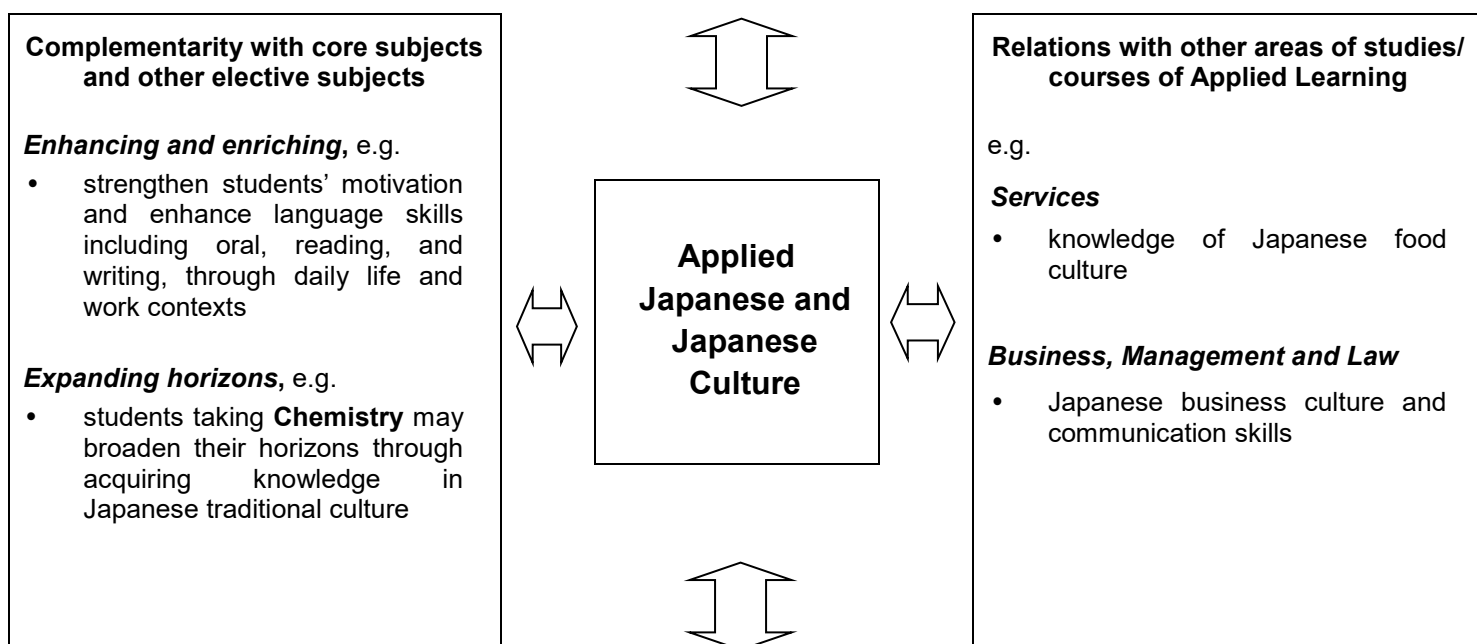 Complementarity with core subjects
and other elective subjects
Enhancing and enriching, e.g.
• strengthen students’ motivation
and enhance language skills
including oral, reading, and
writing, through daily life and
work contexts
Expanding horizons, e.g.
• students taking Chemistry may
broaden their horizons through
acquiring knowledge in
Japanese traditional culture
Applied
Japanese and
Japanese
Culture
Relations with other areas of studies/
courses of Applied Learning
e.g.
Services
• knowledge of Japanese food
culture
Business, Management and Law
• Japanese business culture and
communication skills